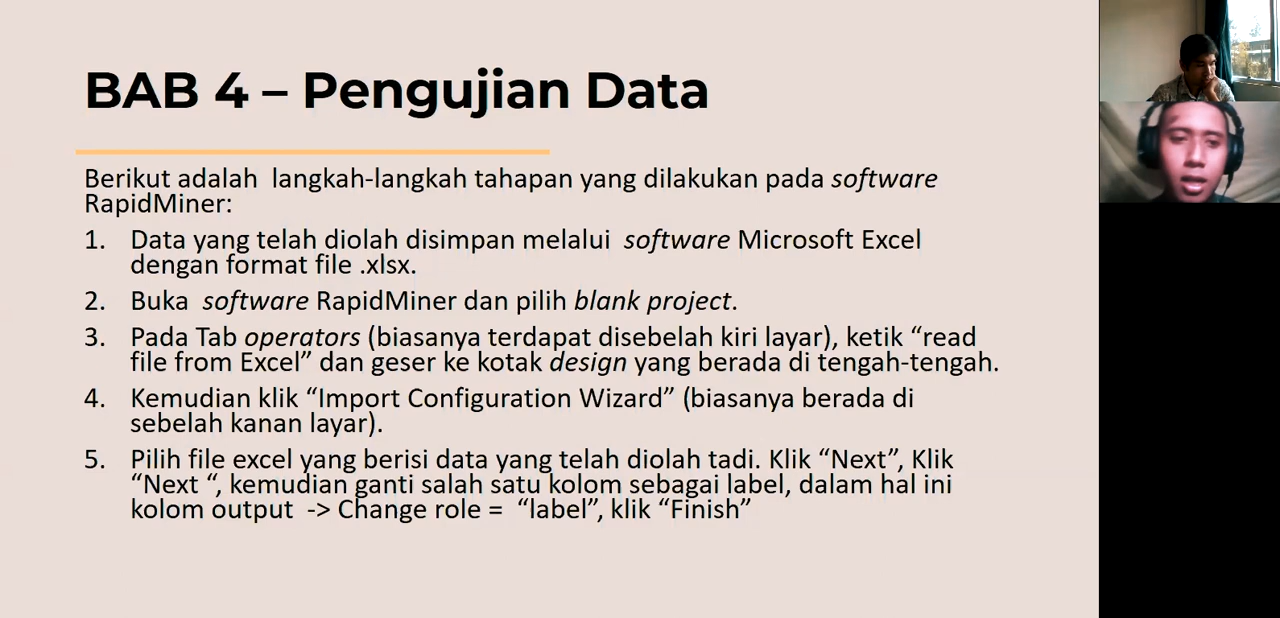 BAB 4 – Pengujian Data
Berikut adalah langkah-langkah tahapan yang dilakukan pada software
RapidMiner:
1. Data yang telah diolah disimpan melalui software Microsoft Excel
dengan format file .xlsx.
2. Buka software RapidMiner dan pilih blank project.
3. Pada Tab operators (biasanya terdapat disebelah kiri layar), ketik “read
file from Excel” dan geser ke kotak design yang berada di tengah-tengah.
4. Kemudian klik “Import Configuration Wizard” (biasanya berada di
sebelah kanan layar).
5. Pilih file excel yang berisi data yang telah diolah tadi. Klik “Next”, Klik
“Next “, kemudian ganti salah satu kolom sebagai label, dalam hal ini
kolom output -> Change role = “label”, klik “Finish”